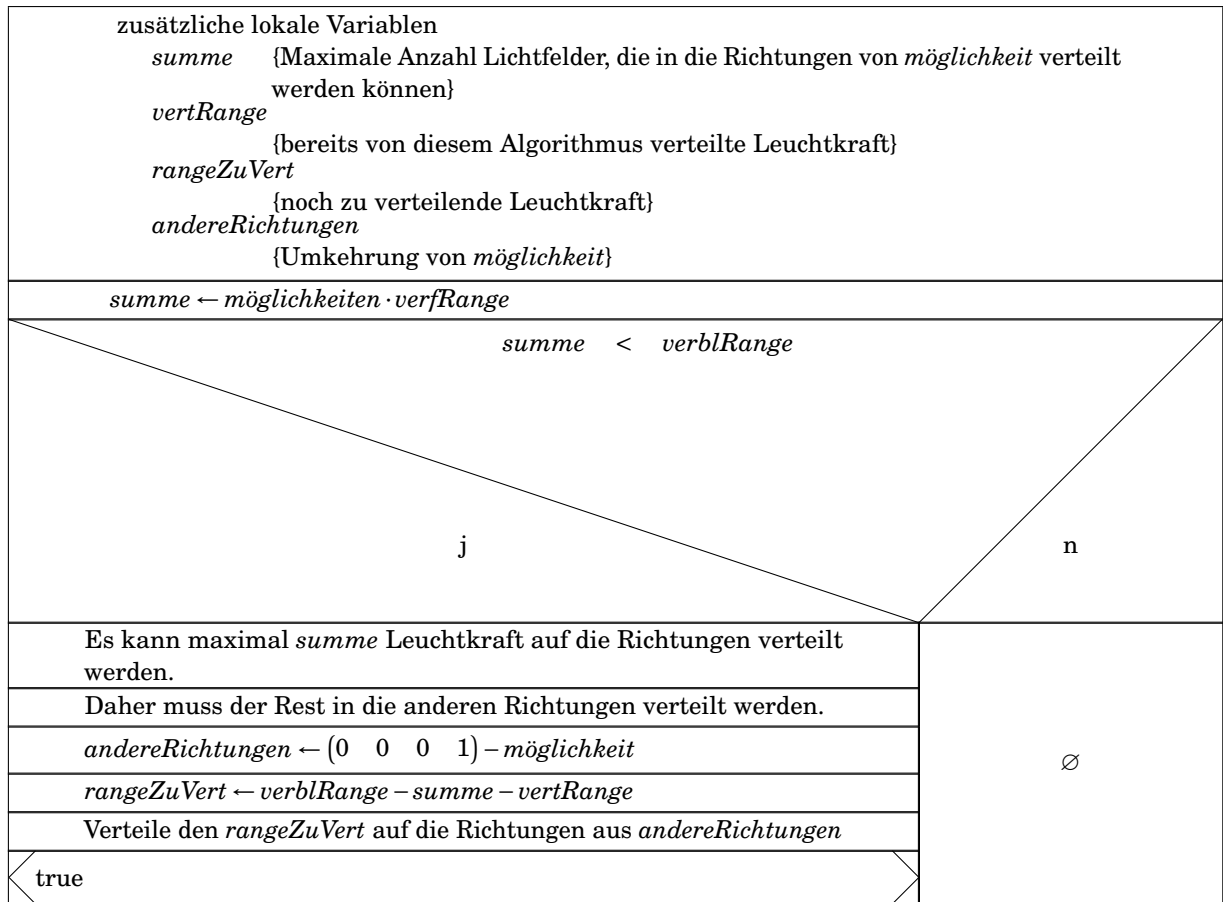 zusätzliche lokale Variablen
summe {Maximale Anzahl Lichtfelder, die in die Richtungen von möglichkeit verteilt
werden können}
vertRange
{bereits von diesem Algorithmus verteilte Leuchtkraft}
rangeZuVert
{noch zu verteilende Leuchtkraft}
andereRichtungen
{Umkehrung von möglichkeit}
summe ← möglichkeiten · verfRange
summe < verblRange
j n
Es kann maximal summe Leuchtkraft auf die Richtungen verteilt
werden.
Daher muss der Rest in die anderen Richtungen verteilt werden.
andereRichtungen ← (0 0 0 1) − möglichkeit
∅
rangeZuVert ← verblRange − summe − vertRange
Verteile den rangeZuVert auf die Richtungen aus andereRichtungen
true